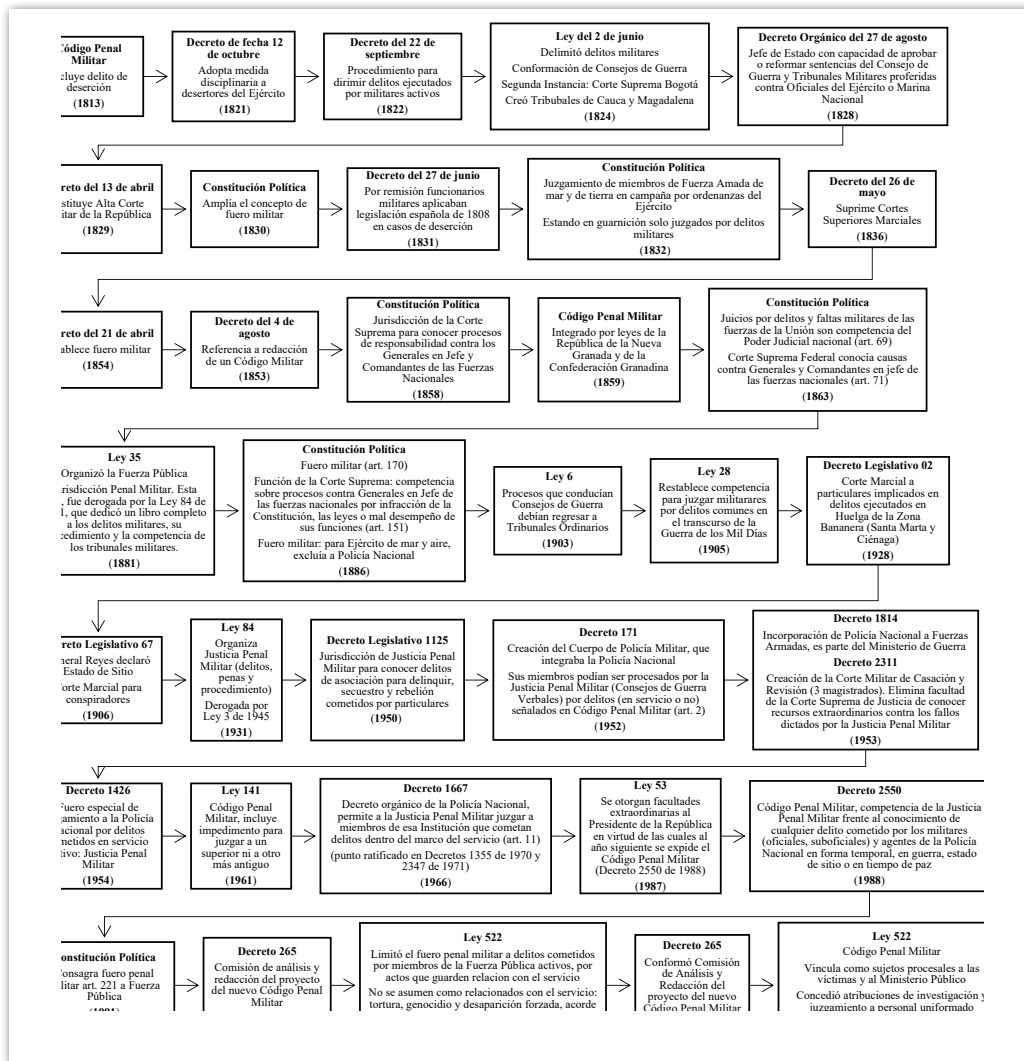 ódigo Penal
Militar
cluye delito de
deserción
(1813)
Decreto de fecha 12
de octubre
Adopta medida
disciplinaria a
desertores del Ejército
(1821)
Decreto del 22 de
septiembre
Procedimiento para
dirimir delitos ejecutados
por militares activos
(1822)
Ley del 2 de junio
Delimitó delitos militares
Conformación de Consejos de Guerra
Segunda Instancia: Corte Suprema Bogotá
Creó Tribubales de Cauca y Magadalena
(1824)
Decreto Orgánico del 27 de agosto
Jefe de Estado con capacidad de aprobar
o reformar sentencias del Consejo de
Guerra y Tribunales Militares proferidas
contra Oficiales del Ejército o Marina
Nacional
(1828)
reto del 13 de abril
stituye Alta Corte
itar de la República
(1829)
Constitución Política
Amplía el concepto de
fuero militar
(1830)
Decreto del 27 de junio
Por remisión funcionarios
militares aplicaban
legislación española de 1808
en casos de deserción
(1831)
Constitución Política
Juzgamiento de miembros de Fuerza Amada de
mar y de tierra en campaña por ordenanzas del
Ejército
Estando en guarnición solo juzgados por delitos
militares
(1832)
Decreto del 26 de
mayo
Suprime Cortes
Superiores Marciales
(1836)
reto del 21 de abril
ablece fuero militar
(1854)
Decreto del 4 de
agosto
Referencia a redacción
de un Código Militar
(1853)
Constitución Política
Jurisdicción de la Corte
Suprema para conocer procesos
de responsabilidad contra los
Generales en Jefe y
Comandantes de las Fuerzas
Nacionales
(1858)
Código Penal Militar
Integrado por leyes de la
República de la Nueva
Granada y de la
Confederación Granadina
(1859)
Constitución Política
Juicios por delitos y faltas militares de las
fuerzas de la Unión son competencia del
Poder Judicial nacional (art. 69)
Corte Suprema Federal conocía causas
contra Generales y Comandantes en jefe de
las fuerzas nacionales (art. 71)
(1863)
Ley 35
Organizó la Fuerza Pública
risdicción Penal Militar. Esta
, fue derogada por la Ley 84 de
1, que dedicó un libro completo
a los delitos militares, su
cedimiento y la competencia de
los tribunales militares.
(1881)
Constitución Política
Fuero militar (art. 170)
Función de la Corte Suprema: competencia
sobre procesos contra Generales en Jefe de
las fuerzas nacionales por infracción de la
Constitución, las leyes o mal desempeño de
sus funciones (art. 151)
Fuero militar: para Ejército de mar y aire,
excluía a Policía Nacional
(1886)
Ley 6
Procesos que conducían
Consejos de Guerra
debían regresar a
Tribunales Ordinarios
(1903)
Ley 28
Restablece competencia
para juzgar militarares
por delitos comunes en
el transcurso de la
Guerra de los Mil Días
(1905)
Decreto Legislativo 02
Corte Marcial a
particulares implicados en
delitos ejecutados en
Huelga de la Zona
Bananera (Santa Marta y
Ciénaga)
(1928)
reto Legislativo 67
neral Reyes declaró
Estado de Sitio
orte Marcial para
conspiradores
(1906)
Ley 84
Organiza
Justicia Penal
Militar (delitos,
penas y
procedimiento)
Derogada por
Ley 3 de 1945
(1931)
Decreto Legislativo 1125
Jurisdicción de Justicia Penal
Militar para conocer delitos
de asociación para delinquir,
secuestro y rebelión
cometidos por particulares
(1950)
Decreto 171
Creación del Cuerpo de Policía Militar, que
integraba la Policía Nacional
Sus miembros podían ser procesados por la
Justicia Penal Militar (Consejos de Guerra
Verbales) por delitos (en servicio o no)
señalados en Código Penal Militar (art. 2)
(1952)
Decreto 1814
Incorporación de Policía Nacional a Fuerzas
Armadas, es parte del Ministerio de Guerra
Decreto 2311
Creación de la Corte Militar de Casación y
Revisión (3 magistrados). Elimina facultad
de la Corte Suprema de Justicia de conocer
recursos extraordinarios contra los fallos
dictados por la Justicia Penal Militar
(1953)
Decreto 1426
Fuero especial de
gamiento a la Policía
acional por delitos
metidos en servicio
tivo: Justicia Penal
Militar
(1954)
Ley 141
Código Penal
Militar, incluye
impedimento para
juzgar a un
superior ni a otro
más antiguo
(1961)
Decreto 1667
Decreto orgánico de la Policía Nacional,
permite a la Justicia Penal Militar juzgar a
miembros de esa Institución que cometan
delitos dentro del marco del servicio (art. 11)
(punto ratificado en Decretos 1355 de 1970 y
2347 de 1971)
(1966)
Ley 53
Se otorgan facultades
extraordinarias al
Presidente de la República
en virtud de las cuales al
año siguiente se expide el
Código Penal Militar
(Decreto 2550 de 1988)
(1987)
Decreto 2550
Código Penal Militar, competencia de la Justicia
Penal Militar frente al conocimiento de
cualquier delito cometido por los militares
(oficiales, suboficiales) y agentes de la Policía
Nacional en forma temporal, en guerra, estado
de sitio o en tiempo de paz
(1988)
onstitución Política
onsagra fuero penal
litar art. 221 a Fuerza
Pública
(1991)
Decreto 265
Comisión de análisis y
redacción del proyecto
del nuevo Código Penal
Militar
Ley 522
Limitó el fuero penal militar a delitos cometidos
por miembros de la Fuerza Pública activos, por
actos que guarden relacion con el servicio
No se asumen como relacionados con el servicio:
tortura, genocidio y desaparición forzada, acorde
Decreto 265
Conformó Comisión
de Análisis y
Redacción del
proyecto del nuevo
Código Penal Militar
Ley 522
Código Penal Militar
Vincula como sujetos procesales a las
víctimas y al Ministerio Público
Concedió atribuciones de investigación y
juzgamiento a personal uniformado